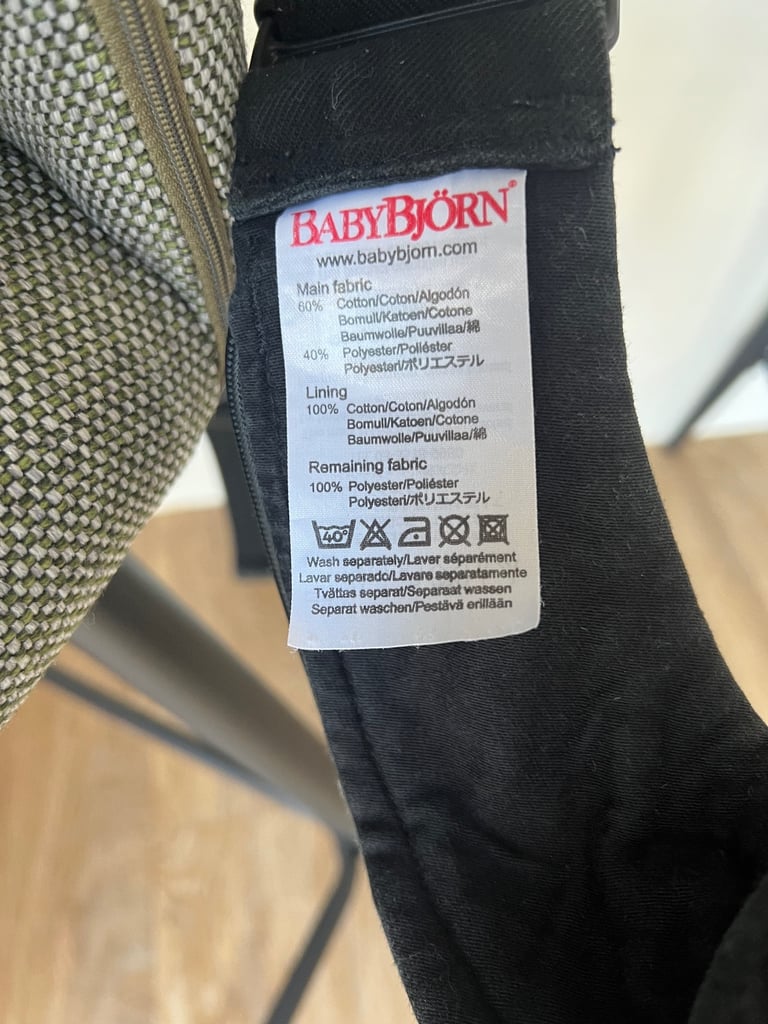 BABYBJÖRN®
www.babybjorn.com
Main fabric
60% Cotton/Coton/Algodón
Bomull/Katoen/Cotone
Baumwolle/Puuvillaa/綿
40% Polyester/Poliéster
Polyesteri/ポリエステル
Lining
100% Cotton/Coton/Algodón
Bomull/Katoen/Cotone
Baumwolle/Puuvillaa/綿
Remaining fabric
100% Polyester/Poliéster
Polyesteri/ポリエステル
40°
Wash separately/Laver séparément
Lavar separado/Lavare separatamente
Tvättas separat/Separaat wassen
Separat waschen/Pestävä erillään